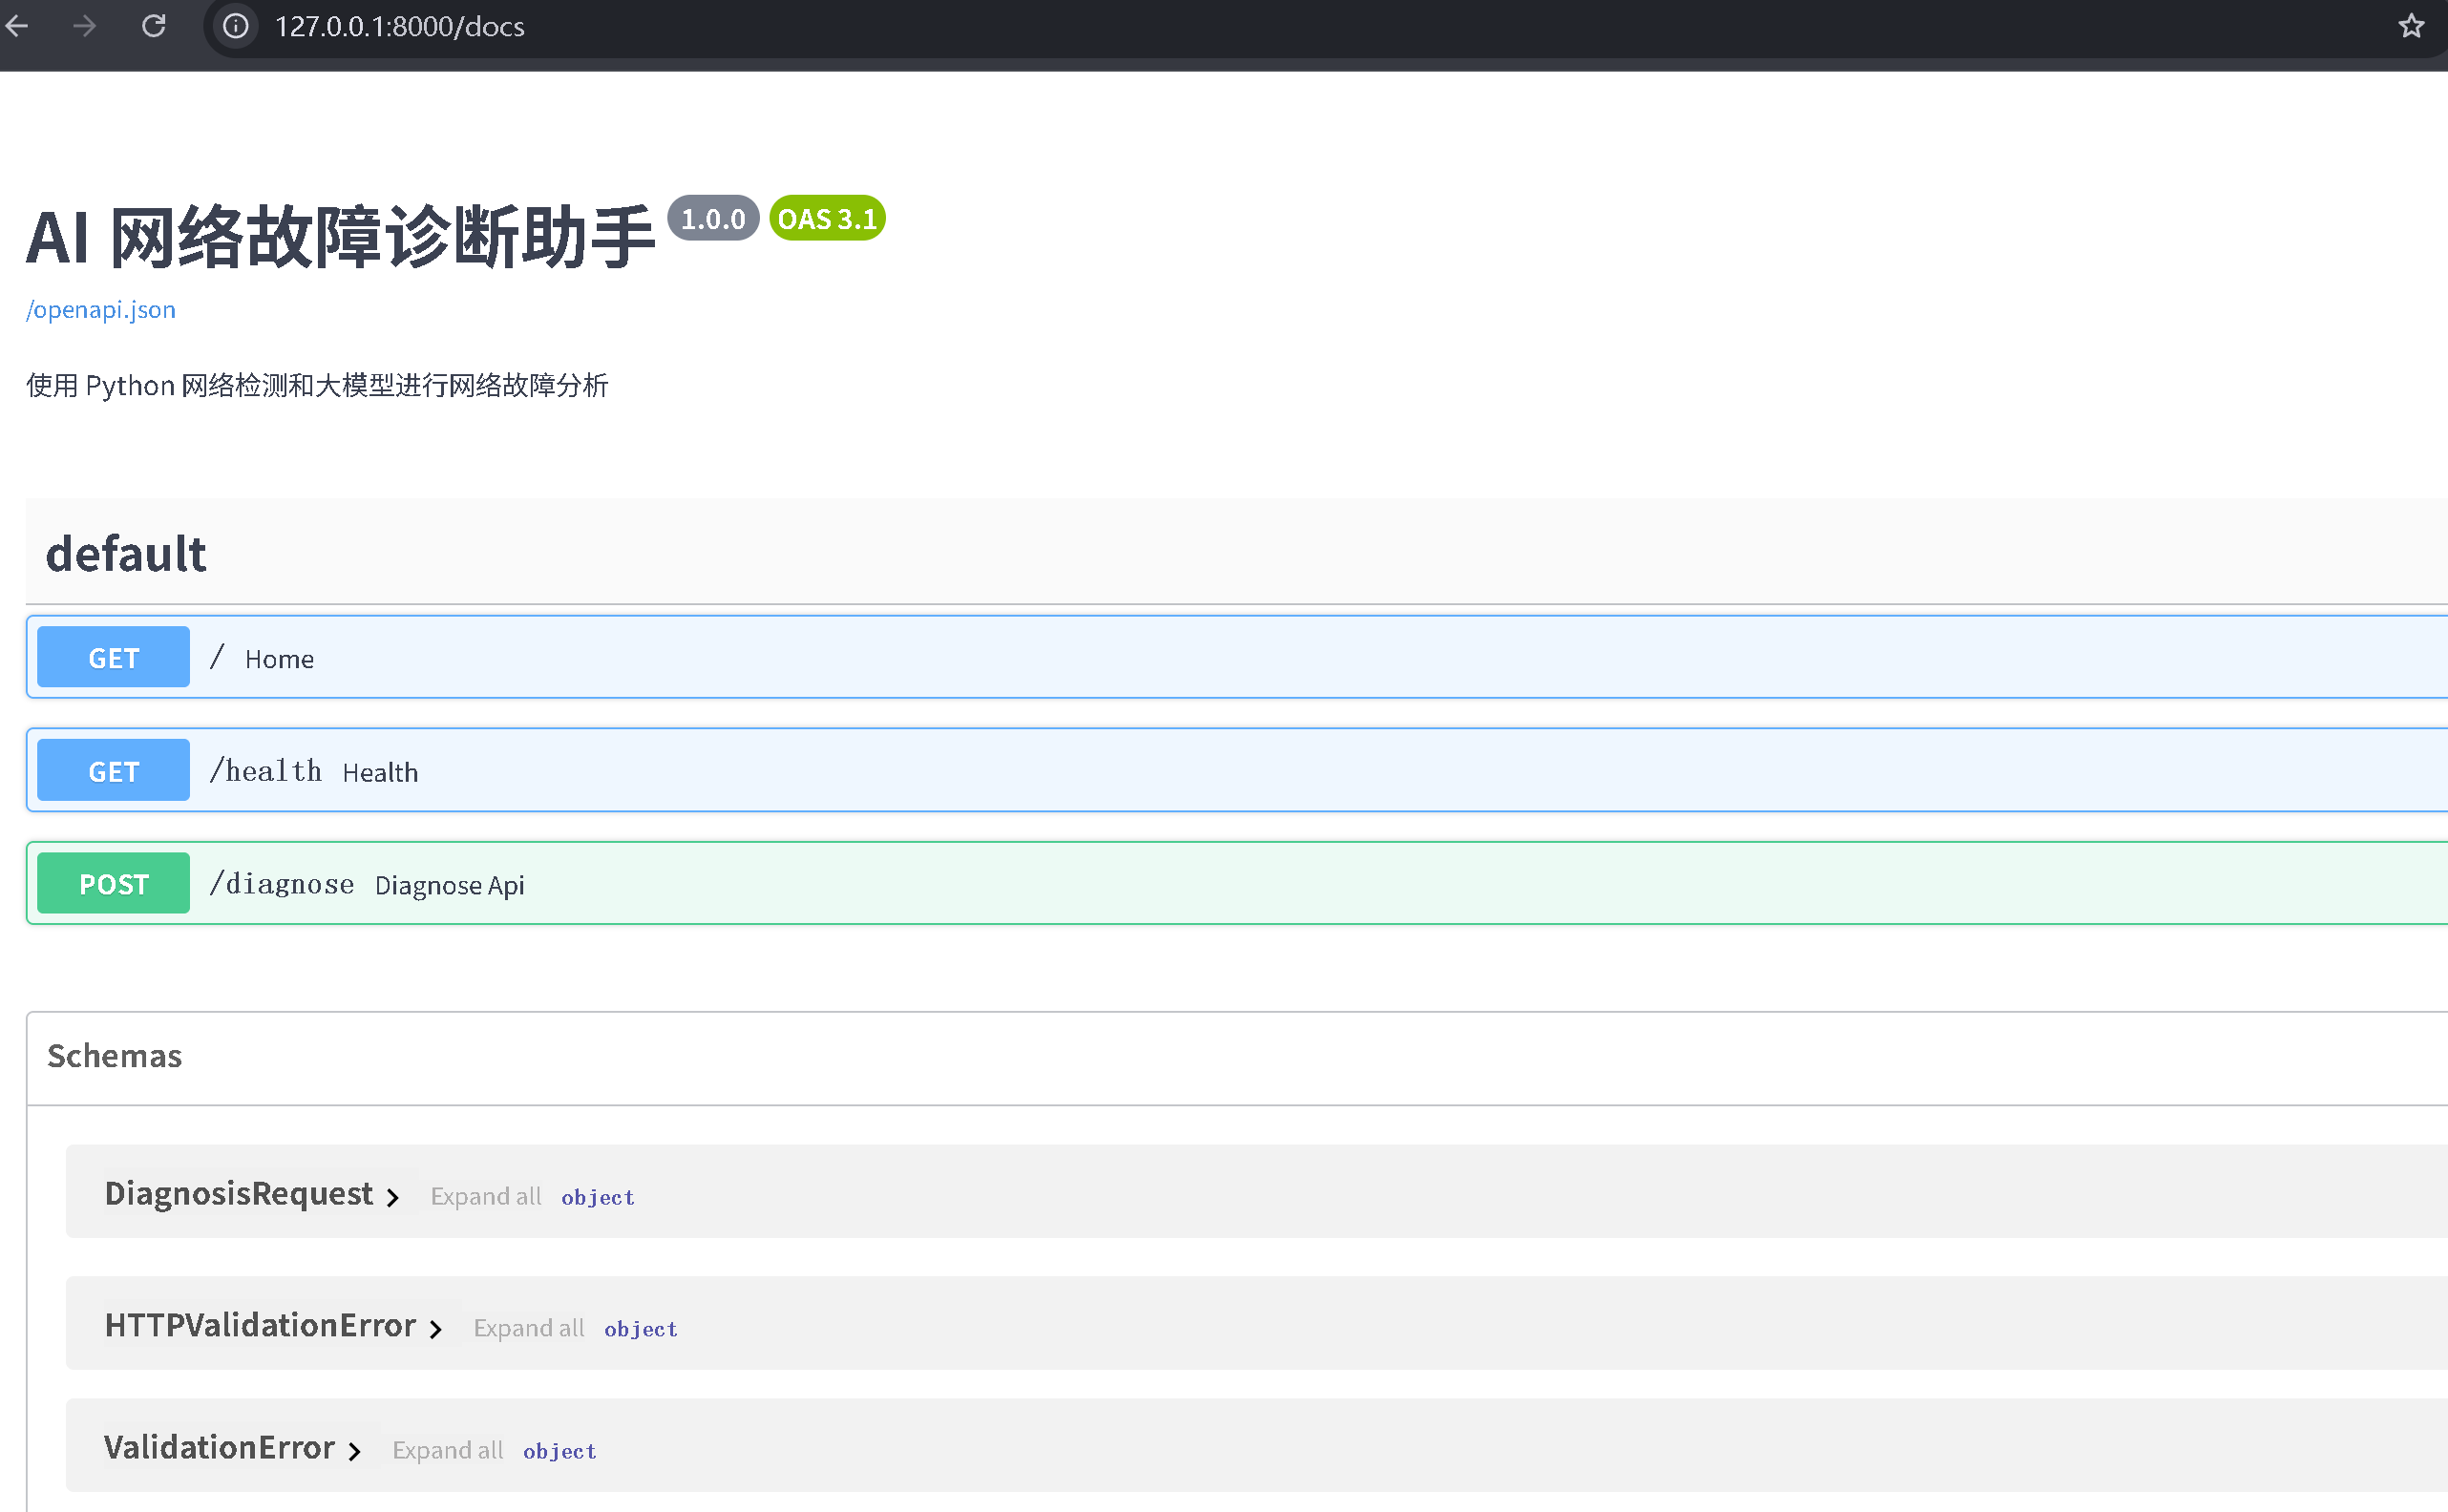 127.0.0.1:8000/docs
AI 网络故障诊断助手 1.0.0 OAS 3.1
/openapi.json
使用 Python 网络检测和大模型进行网络故障分析
default
GET / Home
GET /health Health
POST /diagnose Diagnose Api
Schemas
DiagnosisRequest Expand all object
HTTPValidationError Expand all object
ValidationError Expand all object